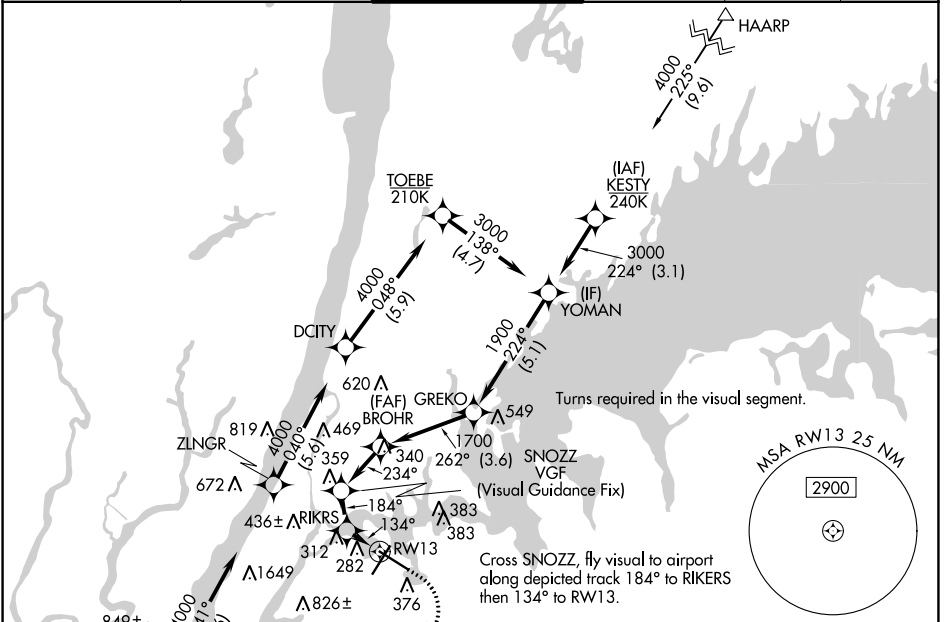 HAARP
4000
225°
(9.6)
(IAF)
KESTY
240K
TOEBE
210K
3000
138°
(4.7)
3000
224° (3.1)
(IF)
YOMAN
4000
048°
(5.9)
DCITY
1900
224°
(5.1)
620
(FAF)
BROHR
GREKO
549
Turns required in the visual segment.
819
469
ZLNGR
4000
040°
(5.6)
359
340
1700
262° (3.6)
234°
SNOZZ
VGF
(Visual Guidance Fix)
MSA RW13 25 NM
2900
672
184°
436±
RIKRS
134°
383
383
312
282
RW13
Cross SNOZZ, fly visual to airport
along depicted track 184° to RIKERS
then 134° to RW13.
1649
376
826±